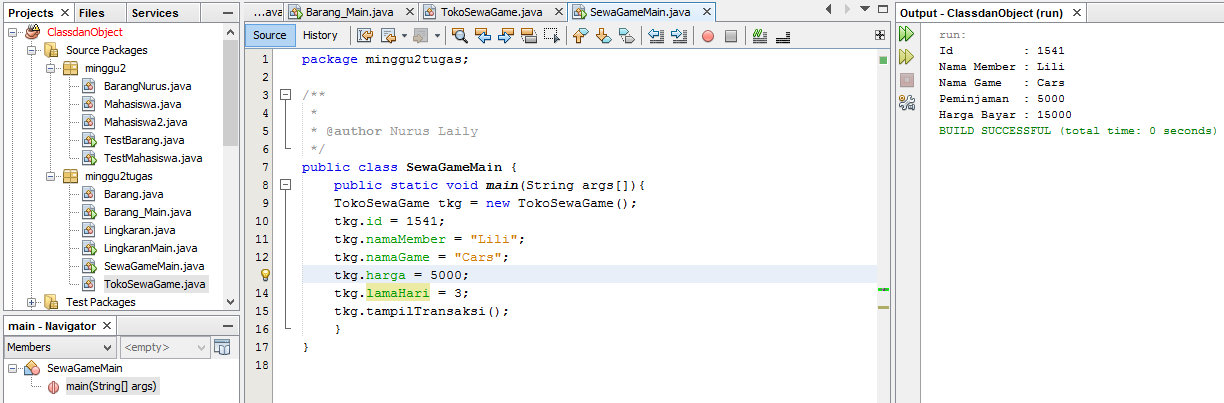 Projects × Files Services
ClassdanObject
Source Packages
minggu2
BarangNurus.java
Mahasiswa.java
Mahasiswa2.java
TestBarang.java
TestMahasiswa.java
minggu2tugas
Barang.java
Barang_Main.java
Lingkaran.java
LingkaranMain.java
SewaGameMain.java
TokoSewaGame.java
Test Packages
main - Navigator ×
Members <empty>
SewaGameMain
main(String[] args)
...ava Barang_Main.java × TokoSewaGame.java × SewaGameMain.java ×
Source History
1 package minggu2tugas;
2
3 /**
4 *
5 * @author Nurus Laily
6 */
7 public class SewaGameMain {
8 public static void main(String args[]){
9 TokoSewaGame tkg = new TokoSewaGame();
10 tkg.id = 1541;
11 tkg.namaMember = "Lili";
12 tkg.namaGame = "Cars";
tkg.harga = 5000;
14 tkg.lamaHari = 3;
15 tkg.tampilTransaksi();
16 }
17 }
18
Output - ClassdanObject (run) ×
run:
Id : 1541
Nama Member : Lili
Nama Game : Cars
Peminjaman : 5000
Harga Bayar : 15000
BUILD SUCCESSFUL (total time: 0 seconds)